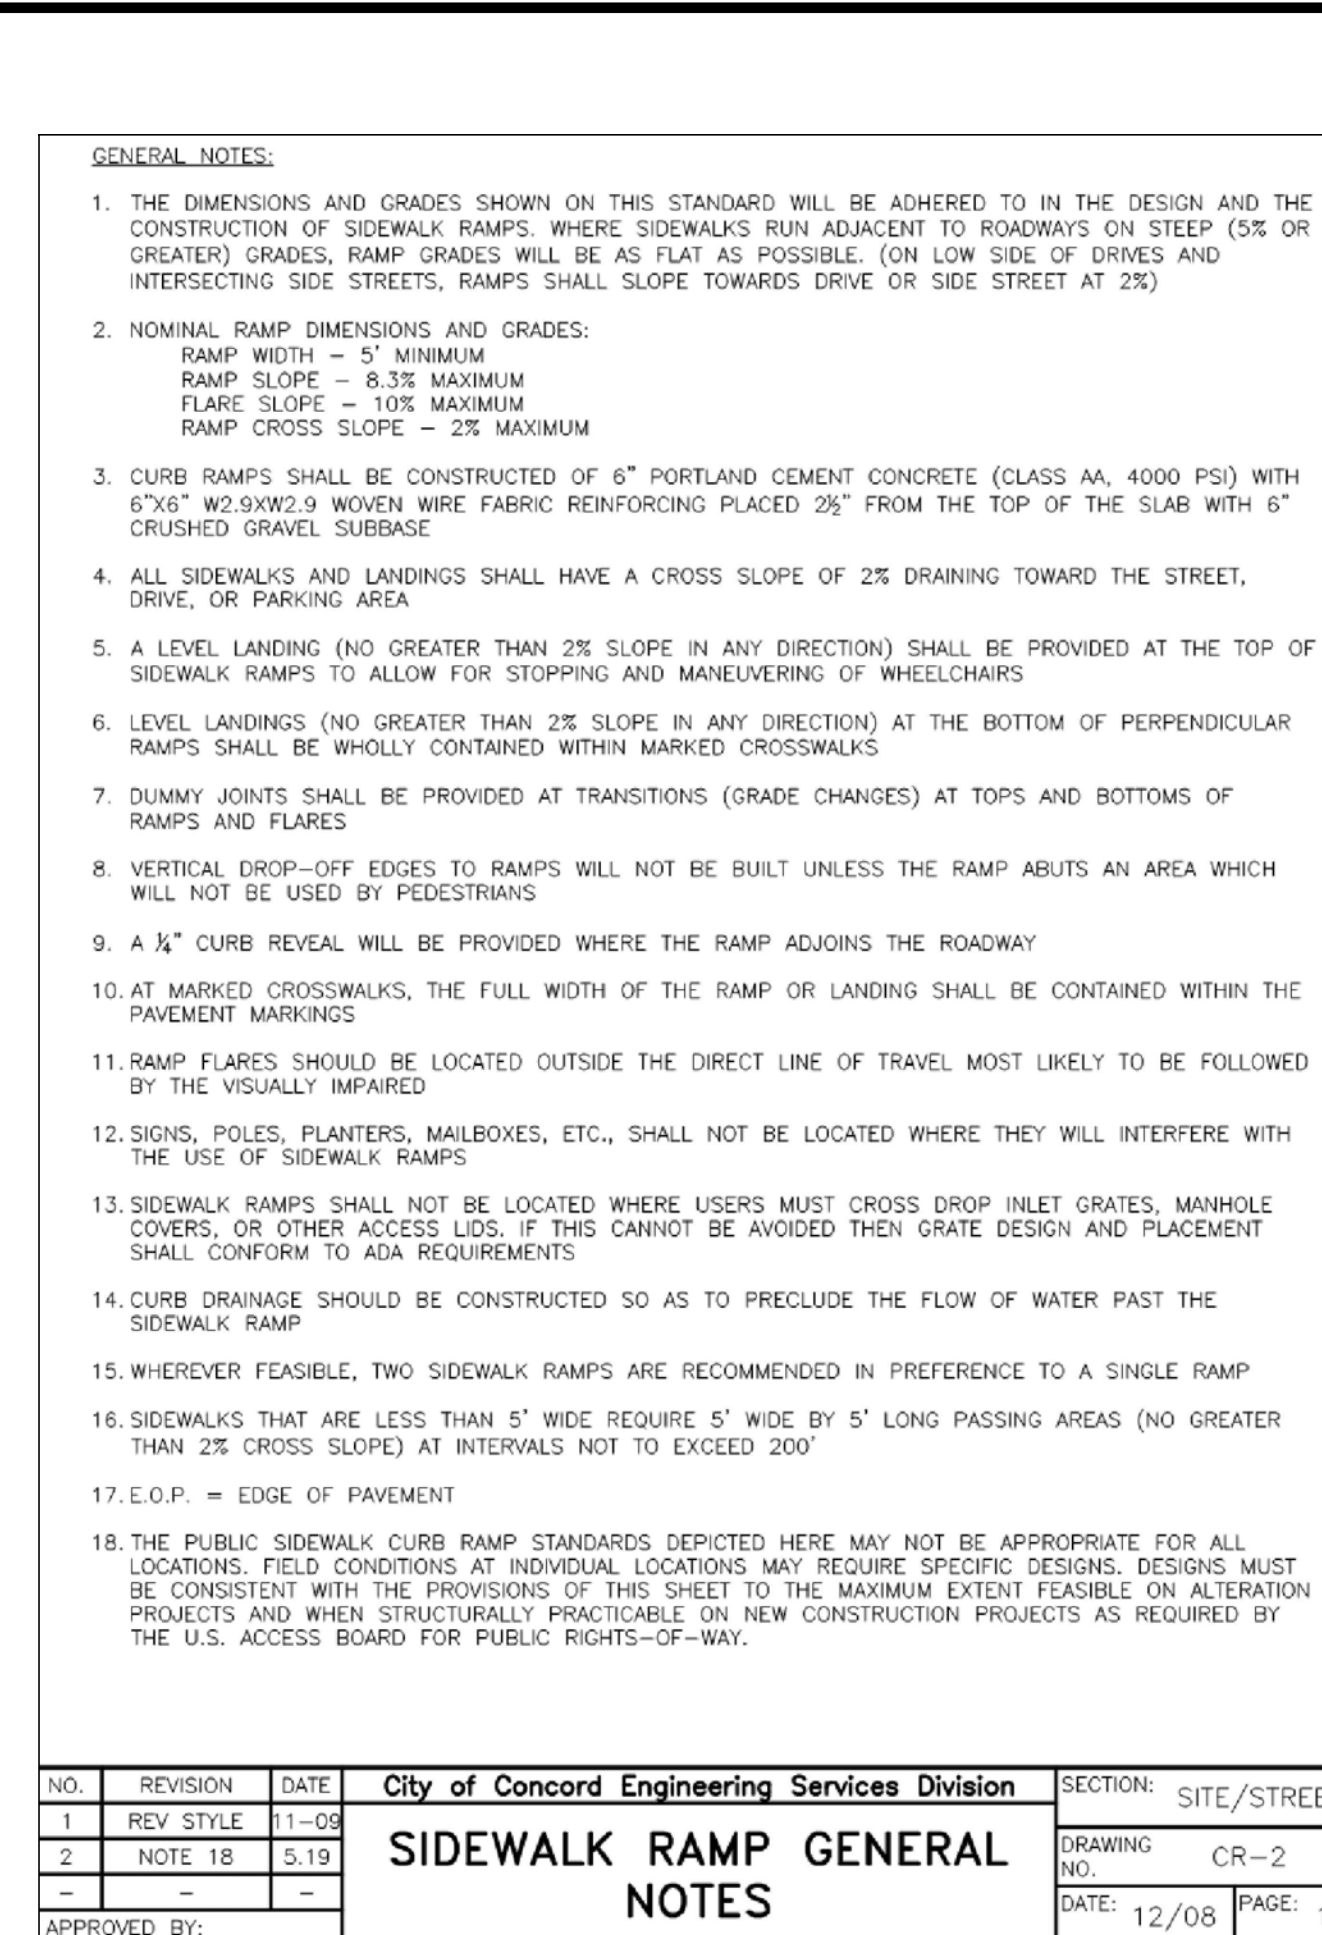 GENERAL NOTES:
1. THE DIMENSIONS AND GRADES SHOWN ON THIS STANDARD WILL BE ADHERED TO IN THE DESIGN AND THE
CONSTRUCTION OF SIDEWALK RAMPS. WHERE SIDEWALKS RUN ADJACENT TO ROADWAYS ON STEEP (5% OR
GREATER) GRADES, RAMP GRADES WILL BE AS FLAT AS POSSIBLE. (ON LOW SIDE OF DRIVES AND
INTERSECTING SIDE STREETS, RAMPS SHALL SLOPE TOWARDS DRIVE OR SIDE STREET AT 2%)
2. NOMINAL RAMP DIMENSIONS AND GRADES:
RAMP WIDTH – 5' MINIMUM
RAMP SLOPE – 8.3% MAXIMUM
FLARE SLOPE – 10% MAXIMUM
RAMP CROSS SLOPE – 2% MAXIMUM
3. CURB RAMPS SHALL BE CONSTRUCTED OF 6" PORTLAND CEMENT CONCRETE (CLASS AA, 4000 PSI) WITH
6"X6" W2.9XW2.9 WOVEN WIRE FABRIC REINFORCING PLACED 2½" FROM THE TOP OF THE SLAB WITH 6"
CRUSHED GRAVEL SUBBASE
4. ALL SIDEWALKS AND LANDINGS SHALL HAVE A CROSS SLOPE OF 2% DRAINING TOWARD THE STREET,
DRIVE, OR PARKING AREA
5. A LEVEL LANDING (NO GREATER THAN 2% SLOPE IN ANY DIRECTION) SHALL BE PROVIDED AT THE TOP OF
SIDEWALK RAMPS TO ALLOW FOR STOPPING AND MANEUVERING OF WHEELCHAIRS
6. LEVEL LANDINGS (NO GREATER THAN 2% SLOPE IN ANY DIRECTION) AT THE BOTTOM OF PERPENDICULAR
RAMPS SHALL BE WHOLLY CONTAINED WITHIN MARKED CROSSWALKS
7. DUMMY JOINTS SHALL BE PROVIDED AT TRANSITIONS (GRADE CHANGES) AT TOPS AND BOTTOMS OF
RAMPS AND FLARES
8. VERTICAL DROP–OFF EDGES TO RAMPS WILL NOT BE BUILT UNLESS THE RAMP ABUTS AN AREA WHICH
WILL NOT BE USED BY PEDESTRIANS
9. A ¼" CURB REVEAL WILL BE PROVIDED WHERE THE RAMP ADJOINS THE ROADWAY
10. AT MARKED CROSSWALKS, THE FULL WIDTH OF THE RAMP OR LANDING SHALL BE CONTAINED WITHIN THE
PAVEMENT MARKINGS
11. RAMP FLARES SHOULD BE LOCATED OUTSIDE THE DIRECT LINE OF TRAVEL MOST LIKELY TO BE FOLLOWED
BY THE VISUALLY IMPAIRED
12. SIGNS, POLES, PLANTERS, MAILBOXES, ETC., SHALL NOT BE LOCATED WHERE THEY WILL INTERFERE WITH
THE USE OF SIDEWALK RAMPS
13. SIDEWALK RAMPS SHALL NOT BE LOCATED WHERE USERS MUST CROSS DROP INLET GRATES, MANHOLE
COVERS, OR OTHER ACCESS LIDS. IF THIS CANNOT BE AVOIDED THEN GRATE DESIGN AND PLACEMENT
SHALL CONFORM TO ADA REQUIREMENTS
14. CURB DRAINAGE SHOULD BE CONSTRUCTED SO AS TO PRECLUDE THE FLOW OF WATER PAST THE
SIDEWALK RAMP
15. WHEREVER FEASIBLE, TWO SIDEWALK RAMPS ARE RECOMMENDED IN PREFERENCE TO A SINGLE RAMP
16. SIDEWALKS THAT ARE LESS THAN 5' WIDE REQUIRE 5' WIDE BY 5' LONG PASSING AREAS (NO GREATER
THAN 2% CROSS SLOPE) AT INTERVALS NOT TO EXCEED 200'
17. E.O.P. = EDGE OF PAVEMENT
18. THE PUBLIC SIDEWALK CURB RAMP STANDARDS DEPICTED HERE MAY NOT BE APPROPRIATE FOR ALL
LOCATIONS. FIELD CONDITIONS AT INDIVIDUAL LOCATIONS MAY REQUIRE SPECIFIC DESIGNS. DESIGNS MUST
BE CONSISTENT WITH THE PROVISIONS OF THIS SHEET TO THE MAXIMUM EXTENT FEASIBLE ON ALTERATION
PROJECTS AND WHEN STRUCTURALLY PRACTICABLE ON NEW CONSTRUCTION PROJECTS AS REQUIRED BY
THE U.S. ACCESS BOARD FOR PUBLIC RIGHTS–OF–WAY.
NO. REVISION DATE
1 REV STYLE 11–09
2 NOTE 18 5.19
– – –
APPROVED BY:
City of Concord Engineering Services Division
SIDEWALK RAMP GENERAL
NOTES
SECTION: SITE/
DRAWING
NO. CR–2
DATE: 12/08 PAGE: